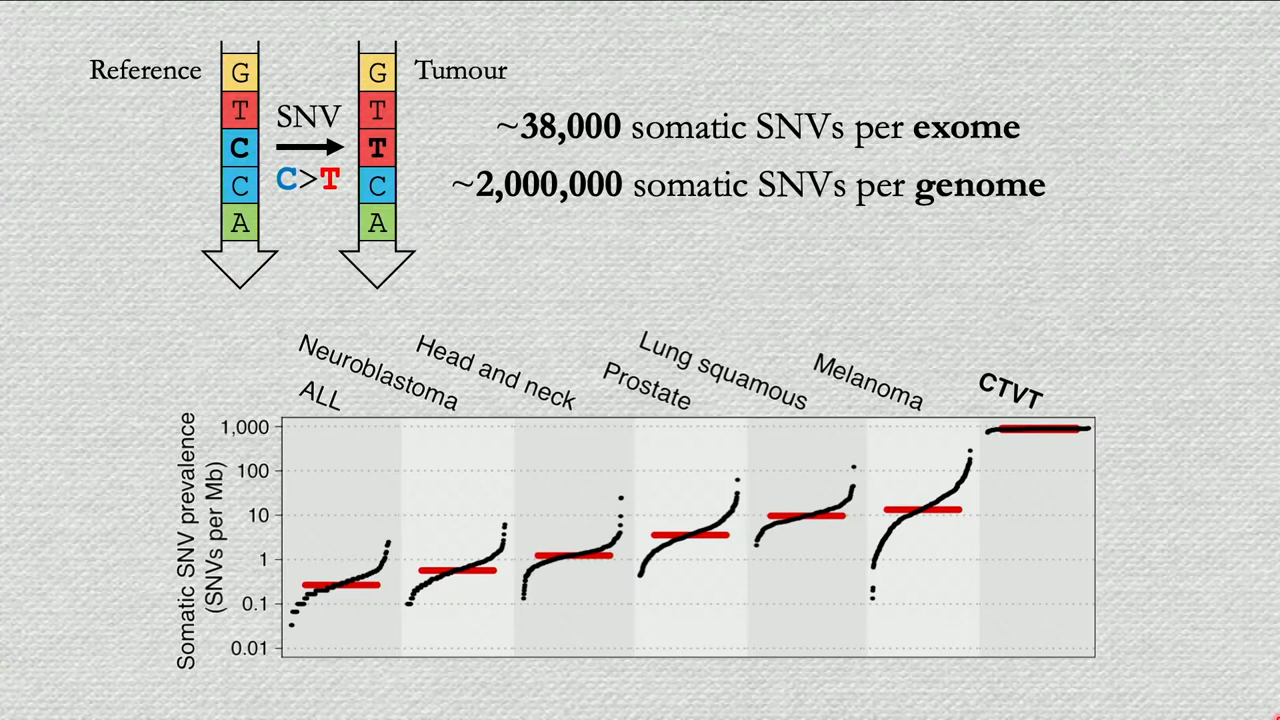 Reference
G
T
C
C
A
SNV
C>T
G
T
T
C
A
Tumour
~38,000 somatic SNVs per exome
~2,000,000 somatic SNVs per genome
ALL
Neuroblastoma
Head and neck
Prostate
Lung squamous
Melanoma
CTVT
Somatic SNV prevalence
(SNVs per Mb)
1,000
100
10
1
0.1
0.01